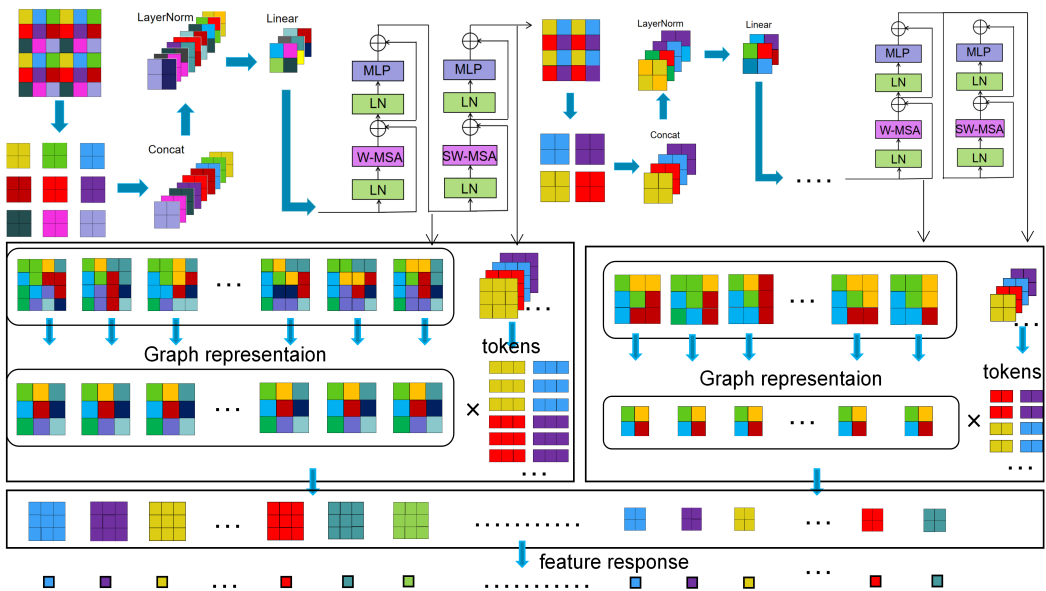 LayerNorm
Linear
Concat
MLP
LN
W-MSA
LN
MLP
LN
SW-MSA
LN
LayerNorm
Linear
Concat
MLP
LN
W-MSA
LN
MLP
LN
SW-MSA
LN
Graph representaion
tokens
×
Graph representaion
tokens
×
feature response